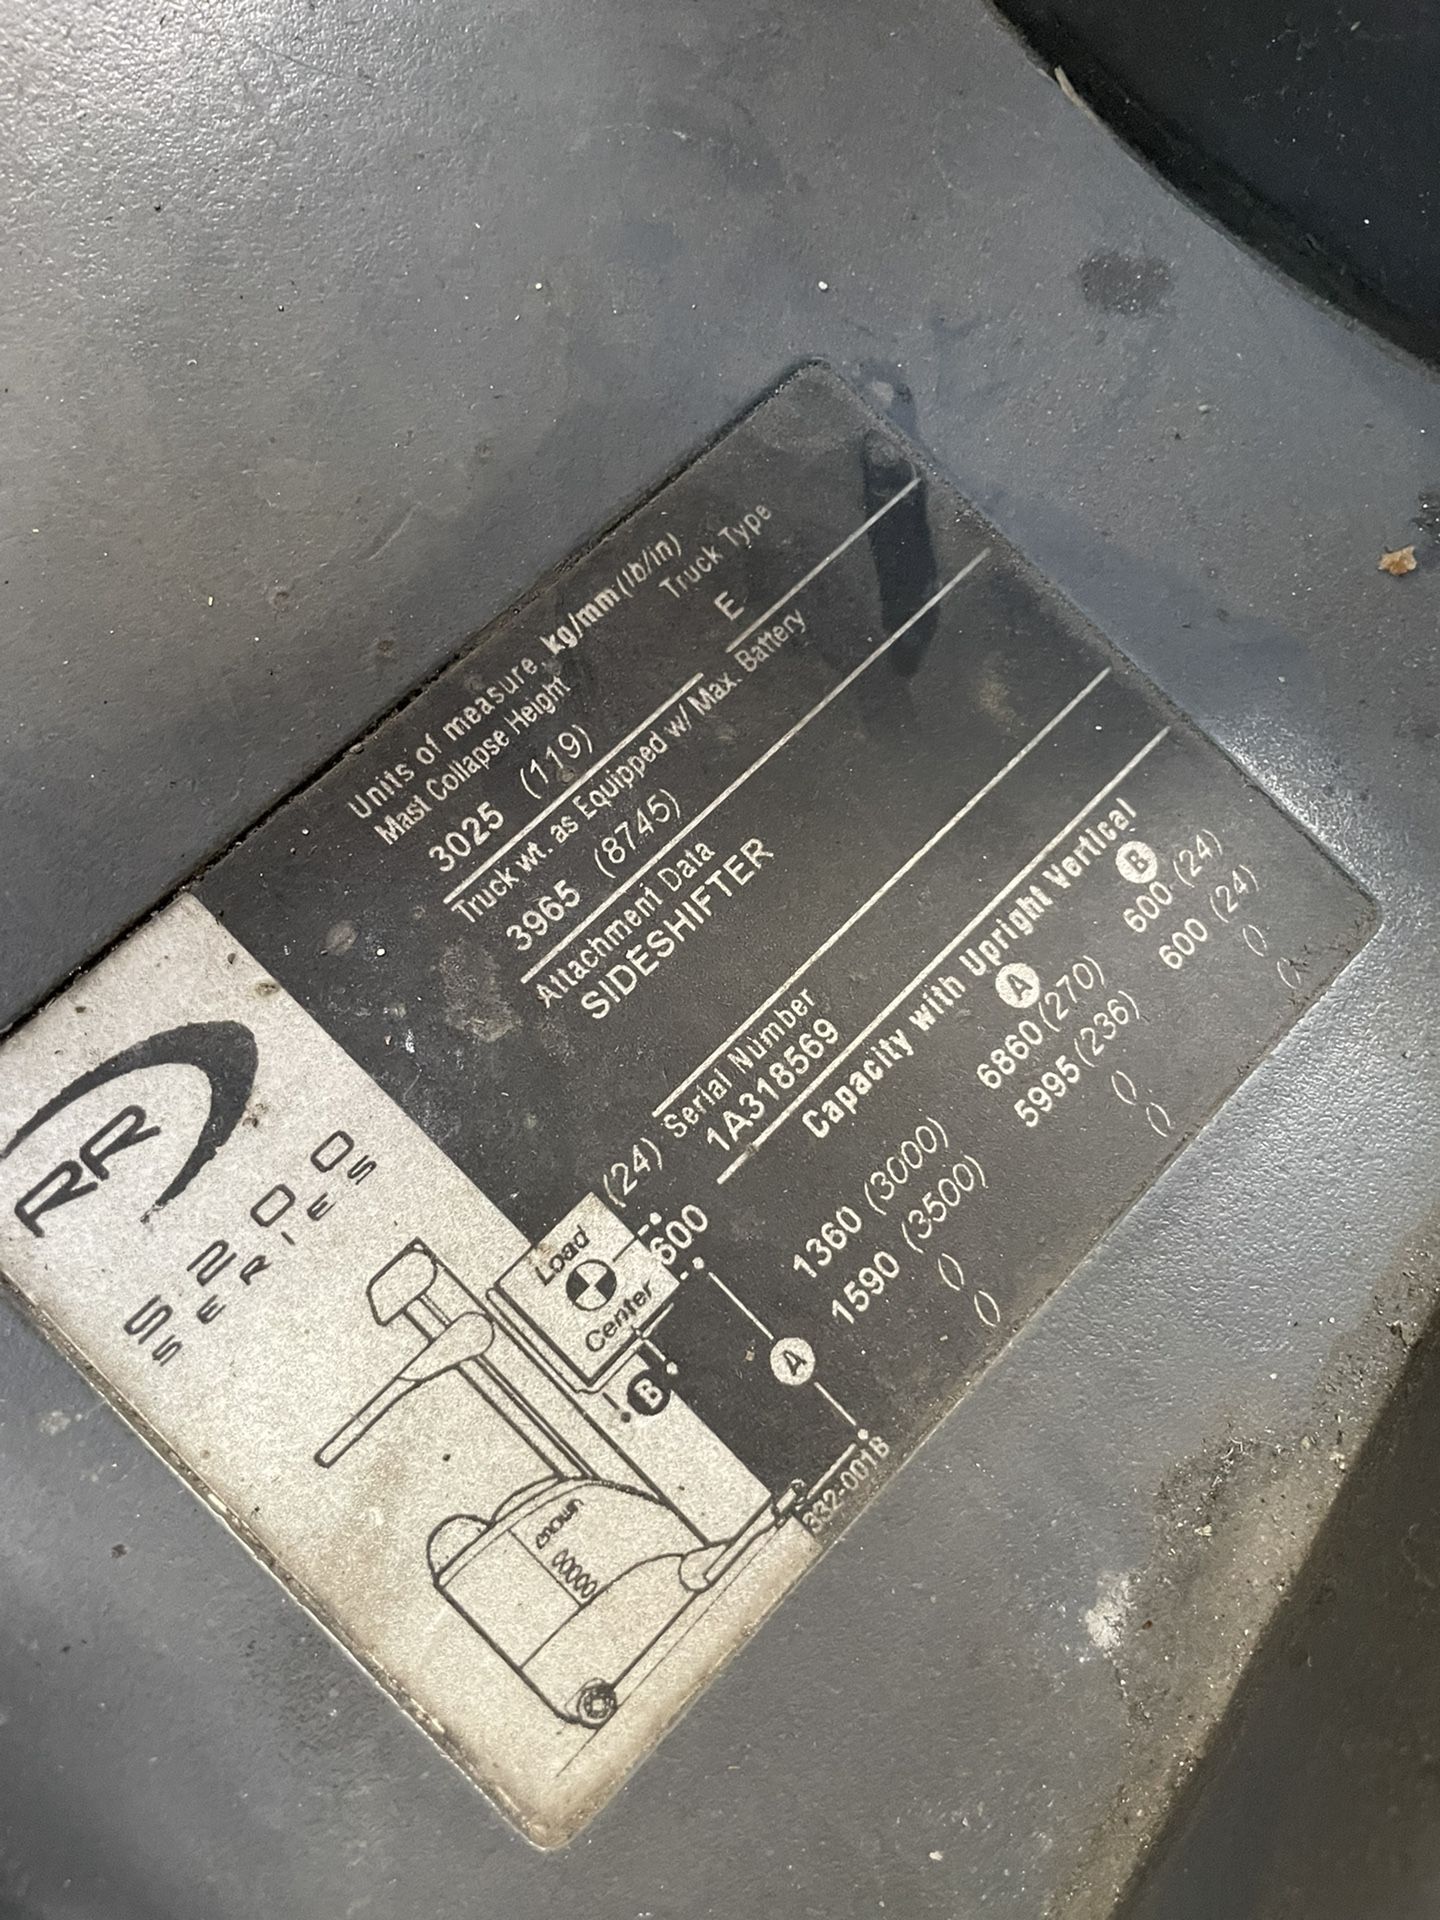 Units of measure, kg/mm (lb/in)
Mast Collapse Height
Truck Type
3025 (119)
E
Truck wt. as Equipped w/ Max. Battery
3965 (8745)
Attachment Data
SIDESHIFTER
Serial Number
1A318569
Capacity with Upright Vertical
A B
1360 (3000) 6860 (270) 600 (24)
1590 (3500) 5995 (236) 600 (24)
() () ()
() () ()
RR
5200
SERIES
Load
Center
600 (24)
B
A
CROWN
832-001B